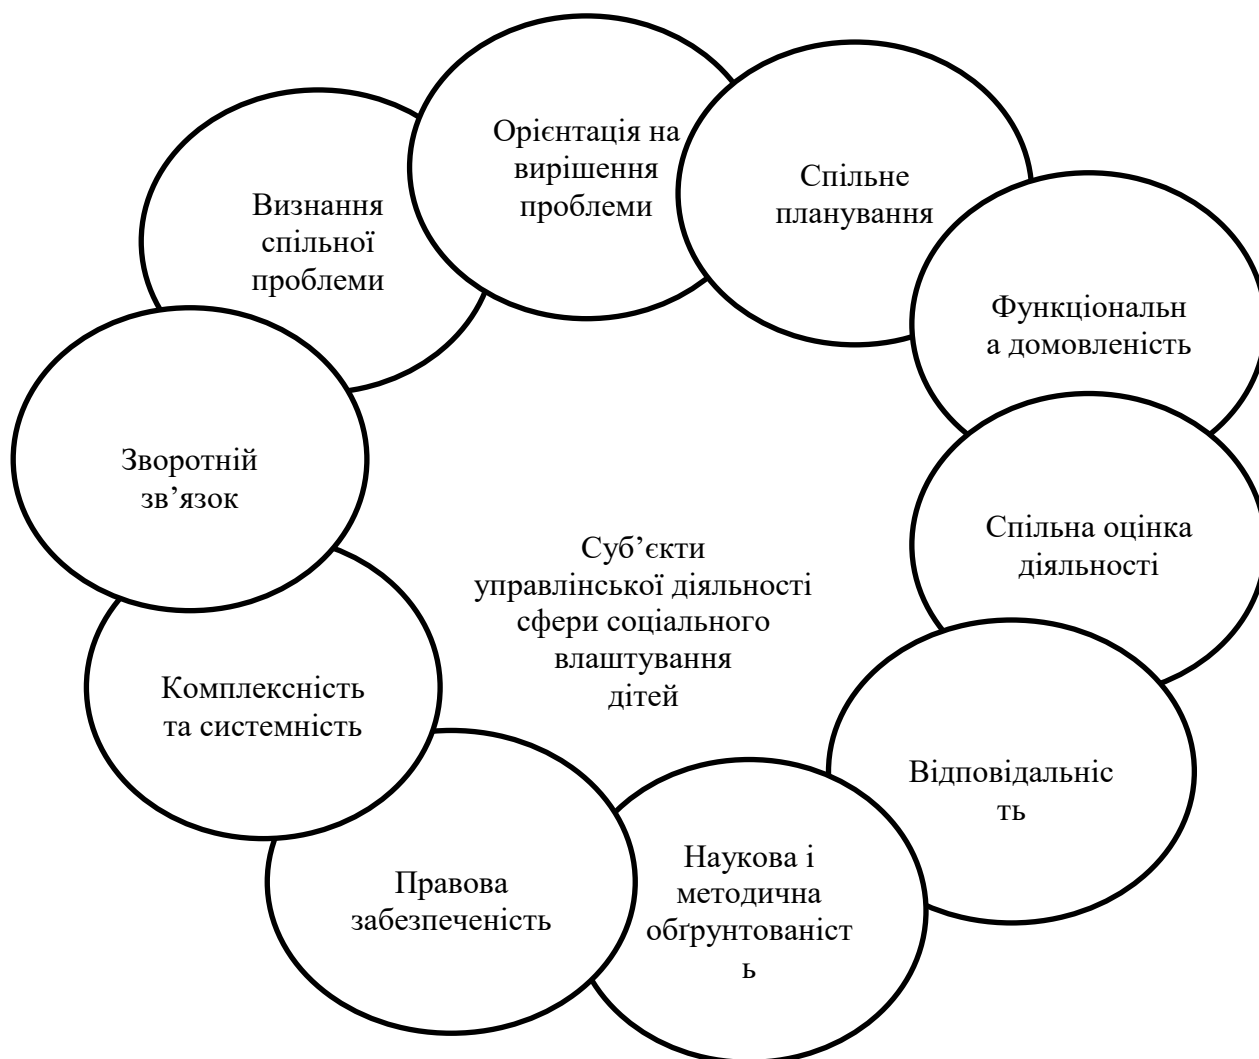 Орієнтація на
вирішення
проблеми
Спільне
планування
Визнання
спільної
проблеми
Функціональн
а домовленість
Зворотній
зв’язок
Спільна оцінка
діяльності
Суб’єкти
управлінської діяльності
сфери соціального
влаштування
дітей
Комплексність
та системність
Відповідальніс
ть
Наукова і
методична
обґрунтованіст
ь
Правова
забезпеченість